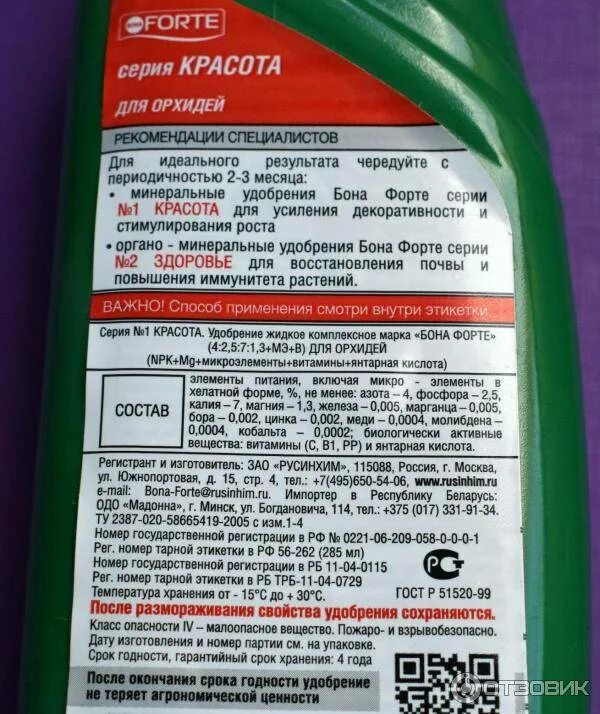 FORTE
серия КРАСОТА
ДЛЯ ОРХИДЕЙ
РЕКОМЕНДАЦИИ СПЕЦИАЛИСТОВ
Для идеального результата чередуйте с
периодичностью 2-3 месяца:
• минеральные удобрения Бона Форте серии
№1 КРАСОТА для усиления декоративности и
стимулирования роста
• органо - минеральные удобрения Бона Форте серии
№2 ЗДОРОВЬЕ для восстановления почвы и
повышения иммунитета растений.
ВАЖНО! Способ применения смотри внутри этикетки.
Серия №1 КРАСОТА. Удобрение жидкое комплексное марка «БОНА ФОРТЕ»
(4:2,5:7:1,3+МЭ+В) ДЛЯ ОРХИДЕЙ
(NPK+Mg+микроэлементы+витамины+янтарная кислота)
СОСТАВ
элементы питания, включая микро - элементы в
хелатной форме, %, не менее: азота – 4, фосфора – 2,5,
калия – 7, магния – 1,3, железа – 0,005, марганца – 0,005,
бора – 0,002, цинка – 0,002, меди – 0,0004, молибдена –
0,0004, кобальта – 0,0002; биологически активные
вещества: витамины (С, В1, РР) и янтарная кислота.
Регистрант и изготовитель: ЗАО «РУСИНХИМ», 115088, Россия, г. Москва,
ул. Южнопортовая, д. 15, стр. 4, тел.: +7(495)650-54-06, www.rusinhim.ru
e-mail: Bona-Forte@rusinhim.ru. Импортер в Республику Беларусь:
ОДО «Мадонна», г. Минск, ул. Богдановича, 114, тел.: +375 (017) 331-91-34.
ТУ 2387-020-58665419-2005 с изм.1-4
Номер государственной регистрации в РФ № 0221-06-209-058-0-0-0-1
Рег. номер тарной этикетки в РФ 56-262 (285 мл)
Номер государственной регистрации в РБ 11-04-0115
Рег. номер тарной этикетки в РБ ТРБ-11-04-0729
Температура хранения от - 15°С до + 30°С.
ГОСТ Р 51520-99
После размораживания свойства удобрения сохраняются.
Класс опасности IV – малоопасное вещество. Пожаро- и взрывобезопасно.
Дату изготовления и номер партии см. на упаковке.
Срок годности, гарантийный срок хранения: 4 года
После окончания срока годности удобрение
не теряет агрономической ценности
ОТЗОВИК